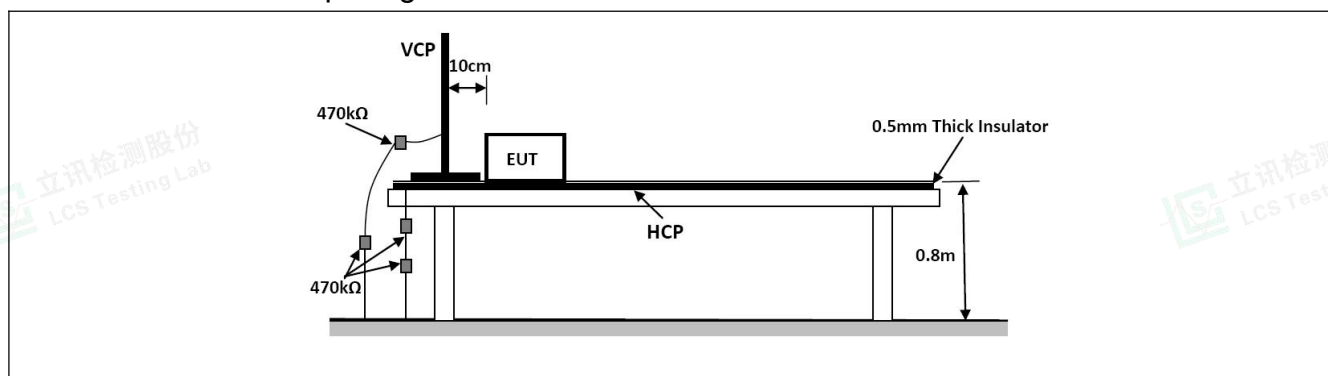 VCP
10cm
470kΩ
0.5mm Thick Insulator
EUT
HCP
0.8m
470kΩ
立讯检测股份
LCS Testing Lab
立讯检测
LCS Test